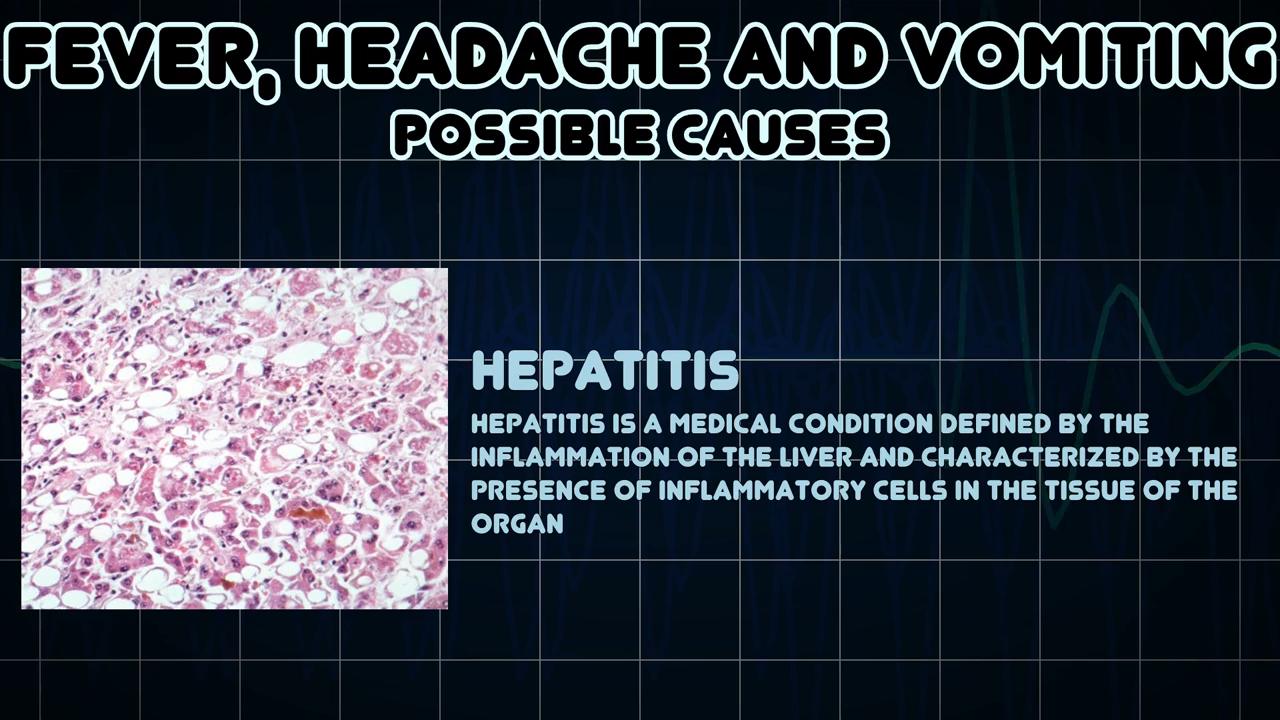 FEVER, HEADACHE AND VOMITING
POSSIBLE CAUSES
HEPATITIS
HEPATITIS IS A MEDICAL CONDITION DEFINED BY THE
INFLAMMATION OF THE LIVER AND CHARACTERIZED BY THE
PRESENCE OF INFLAMMATORY CELLS IN THE TISSUE OF THE
ORGAN